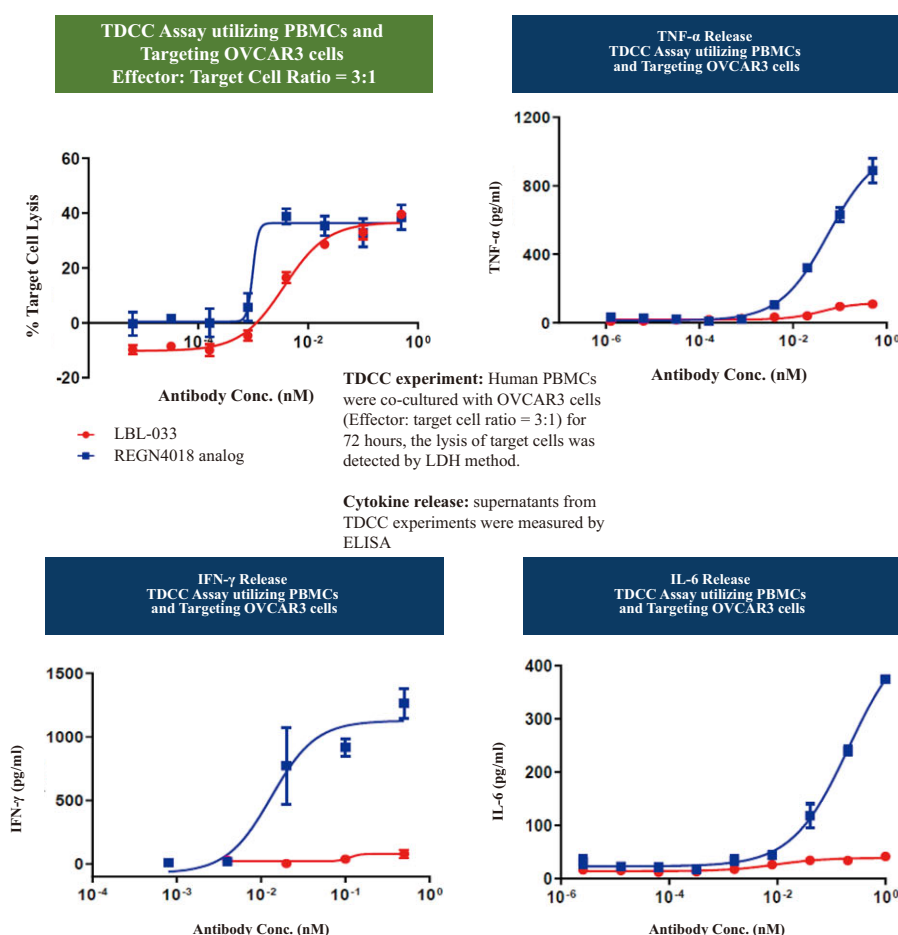 TDCC Assay utilizing PBMCs and
Targeting OVCAR3 cells
Effector: Target Cell Ratio = 3:1
60
40
20
0
-20
% Target Cell Lysis
10⁻⁴
10⁻²
10⁰
Antibody Conc. (nM)
LBL-033
REGN4018 analog
TNF-α Release
TDCC Assay utilizing PBMCs
and Targeting OVCAR3 cells
1200
800
400
0
TNF-α (pg/ml)
10⁻⁶
10⁻⁴
10⁻²
10⁰
Antibody Conc. (nM)
TDCC experiment: Human PBMCs
were co-cultured with OVCAR3 cells
(Effector: target cell ratio = 3:1) for
72 hours, the lysis of target cells was
detected by LDH method.
Cytokine release: supernatants from
TDCC experiments were measured by
ELISA
IFN-γ Release
TDCC Assay utilizing PBMCs
and Targeting OVCAR3 cells
1500
1000
500
0
IFN-γ (pg/ml)
10⁻⁴
10⁻³
10⁻²
10⁻¹
10⁰
Antibody Conc. (nM)
IL-6 Release
TDCC Assay utilizing PBMCs
and Targeting OVCAR3 cells
400
300
200
100
0
IL-6 (pg/ml)
10⁻⁶
10⁻⁴
10⁻²
10⁰
Antibody Conc. (nM)